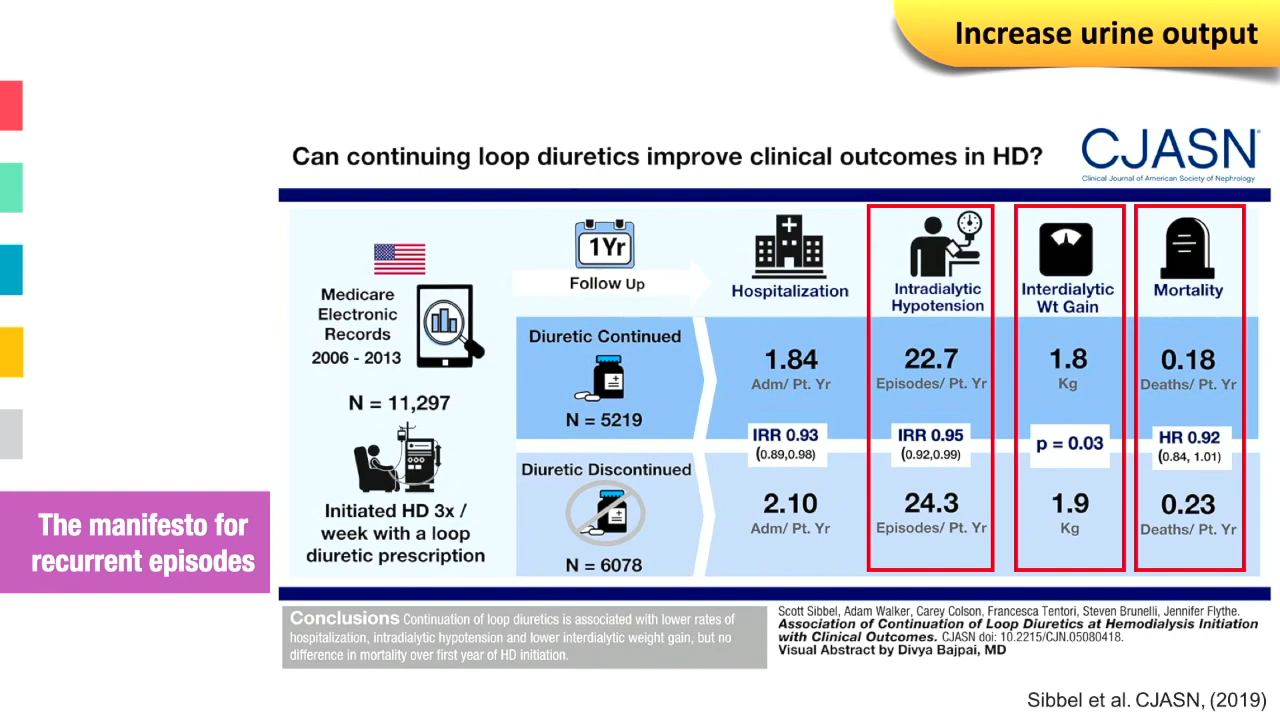 Increase urine output
Can continuing loop diuretics improve clinical outcomes in HD?
CJASN
Clinical Journal of American Society of Nephrology
Medicare
Electronic
Records
2006 - 2013
N = 11,297
Initiated HD 3x /
week with a loop
diuretic prescription
1Yr
Follow Up
Hospitalization
Intradialytic
Hypotension
Interdialytic
Wt Gain
Mortality
Diuretic Continued
N = 5219
1.84
Adm/ Pt. Yr
22.7
Episodes/ Pt. Yr
1.8
Kg
0.18
Deaths/ Pt. Yr
IRR 0.93
(0.89,0.98)
IRR 0.95
(0.92,0.99)
p = 0.03
HR 0.92
(0.84, 1.01)
Diuretic Discontinued
N = 6078
2.10
Adm/ Pt. Yr
24.3
Episodes/ Pt. Yr
1.9
Kg
0.23
Deaths/ Pt. Yr
The manifesto for
recurrent episodes
Conclusions Continuation of loop diuretics is associated with lower rates of
hospitalization, intradialytic hypotension and lower interdialytic weight gain, but no
difference in mortality over first year of HD initiation.
Scott Sibbel, Adam Walker, Carey Colson, Francesca Tentori, Steven Brunelli, Jennifer Flythe.
Association of Continuation of Loop Diuretics at Hemodialysis Initiation
with Clinical Outcomes. CJASN doi: 10.2215/CJN.05080418.
Visual Abstract by Divya Bajpai, MD
Sibbel et al. CJASN, (2019)